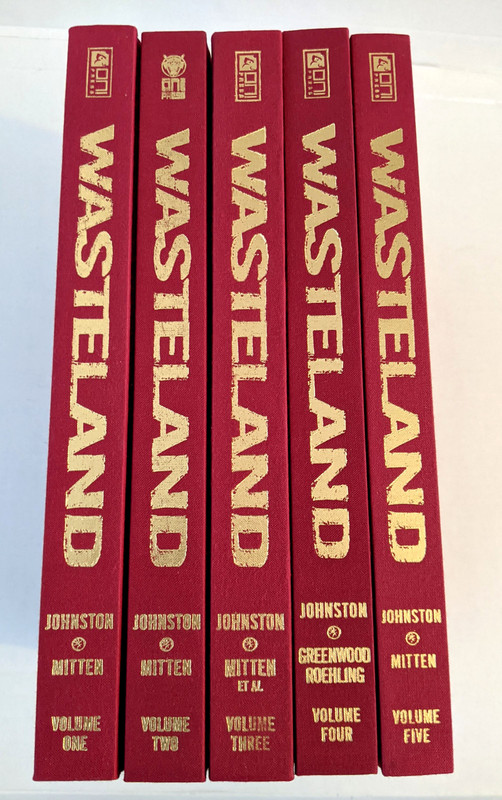 ONI
PRESS
WASTELAND
JOHNSTON
MITTEN
VOLUME
ONE
ONI
PRESS
WASTELAND
JOHNSTON
MITTEN
VOLUME
TWO
ONI
PRESS
WASTELAND
JOHNSTON
MITTEN
ET AL
VOLUME
THREE
ONI
PRESS
WASTELAND
JOHNSTON
GREENWOOD
ROEHLING
VOLUME
FOUR
ONI
PRESS
WASTELAND
JOHNSTON
MITTEN
VOLUME
FIVE